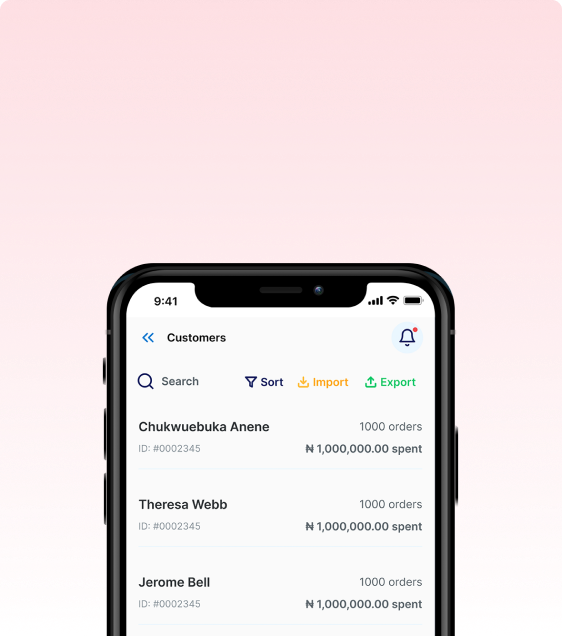 9:41
Customers
Search Sort Import Export
Chukwuebuka Anene 1000 orders
ID: #0002345 ₦ 1,000,000.00 spent
Theresa Webb 1000 orders
ID: #0002345 ₦ 1,000,000.00 spent
Jerome Bell 1000 orders
ID: #0002345 ₦ 1,000,000.00 spent